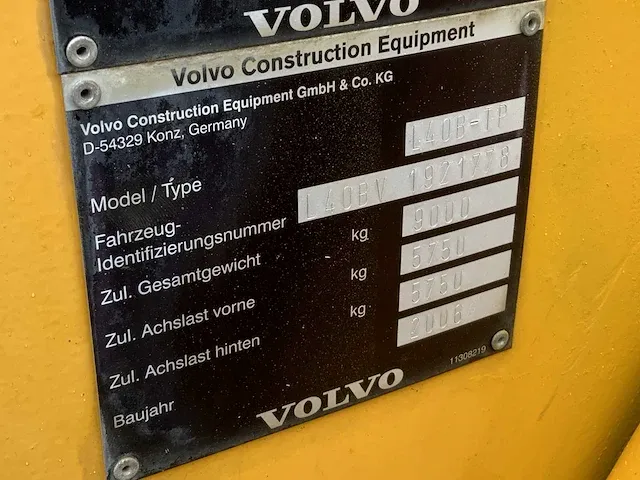 VOLVO
Volvo Construction Equipment
Volvo Construction Equipment GmbH & Co. KG
D-54329 Konz, Germany
Model / Type L40B-TP
Fahrzeug-
Identifizierungsnummer L40BV
Zul. Gesamtgewicht kg 9000
Zul. Achslast vorne kg 5750
Zul. Achslast hinten kg 5750
Baujahr 2006
VOLVO
11308219